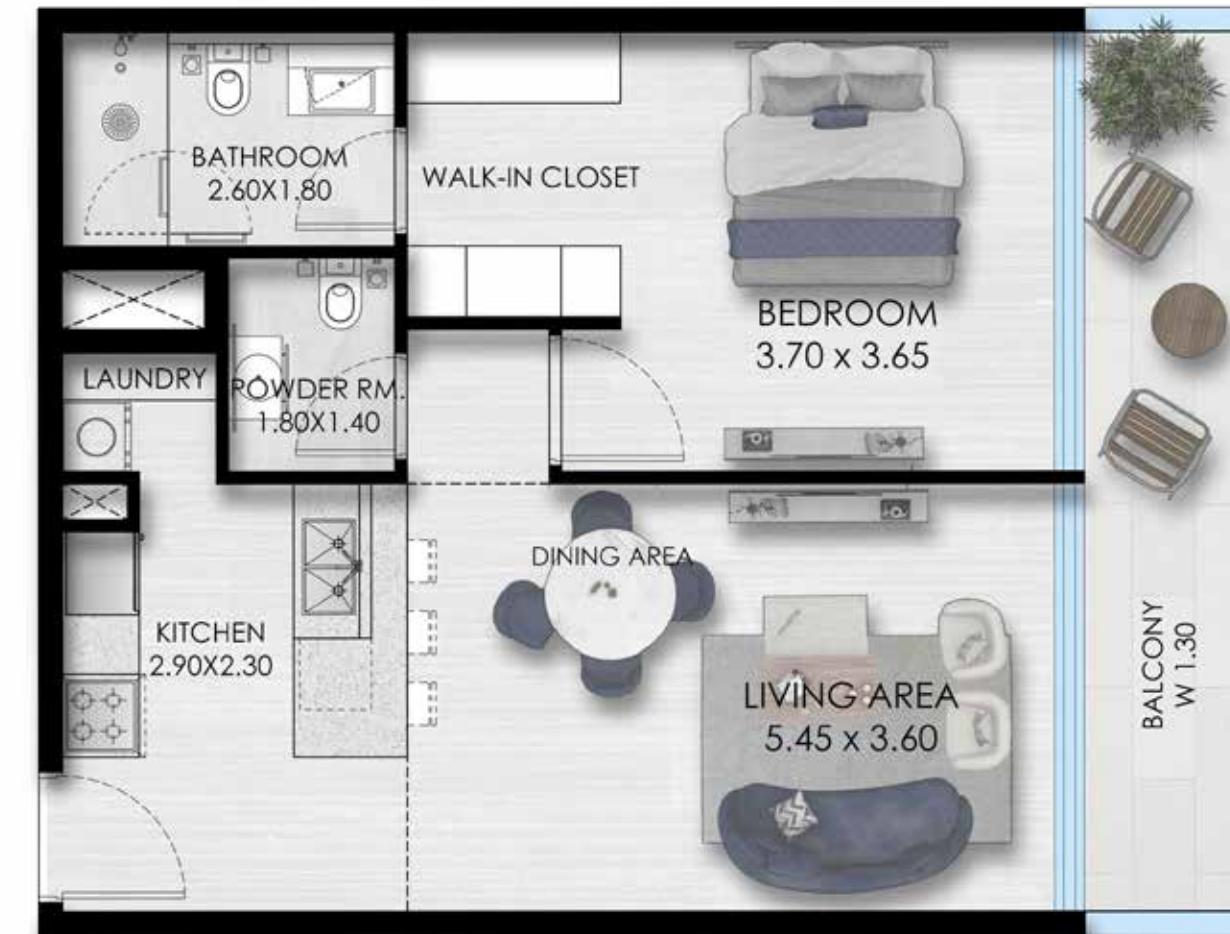 BATHROOM
2.60X1.80
WALK-IN CLOSET
BEDROOM
3.70 x 3.65
LAUNDRY
POWDER RM.
1.80X1.40
DINING AREA
KITCHEN
2.90X2.30
LIVING AREA
5.45 x 3.60
BALCONY
W 1.30